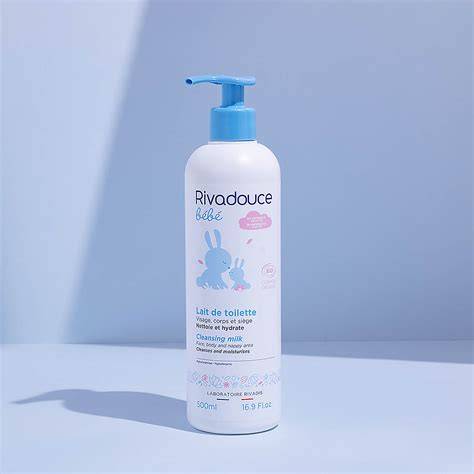 Rivadouce
bébé
BIO
Lait de toilette
Visage, corps et siège
Nettoie et hydrate
Cleansing milk
Face, body and nappy area
Cleanses and moisturises
LABORATOIRE RIVADIS
500ml 16.9 Fl.oz